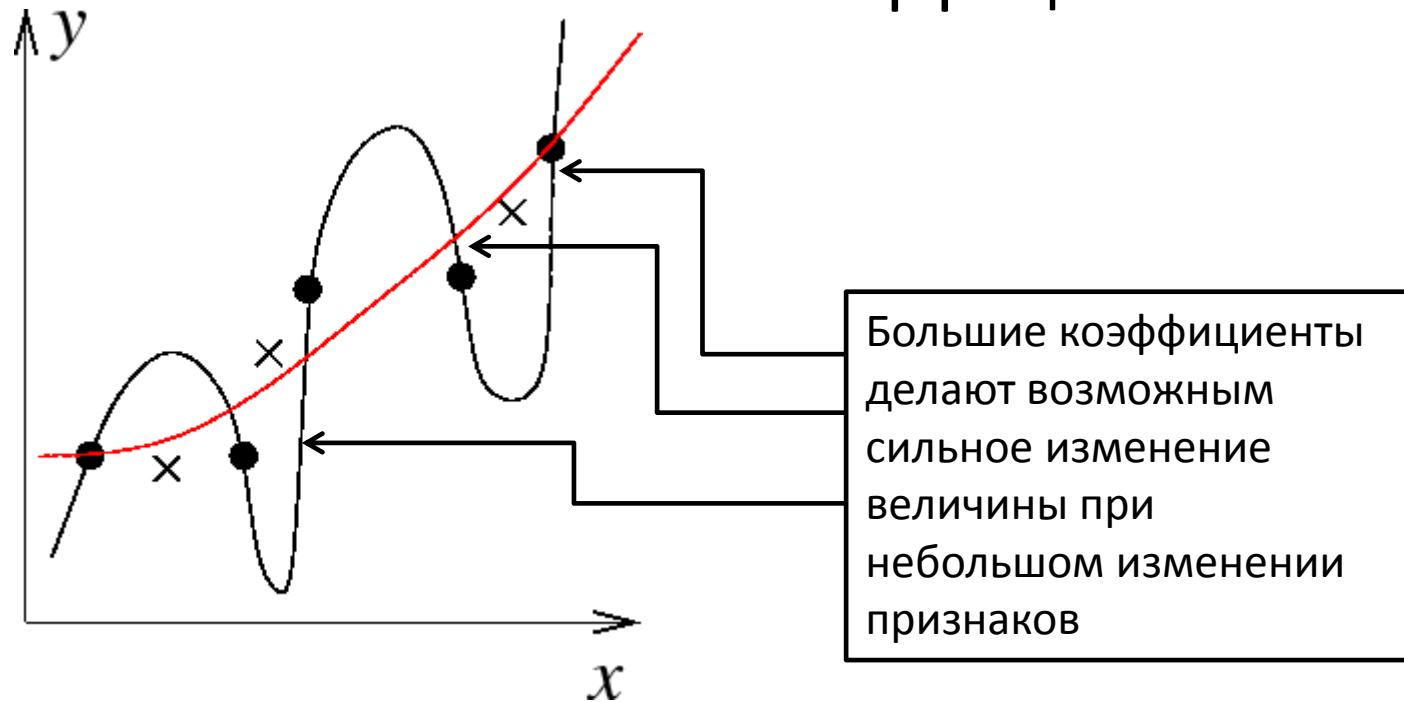 y
x
Большие коэффициенты
делают возможным
сильное изменение
величины при
небольшом изменении
признаков